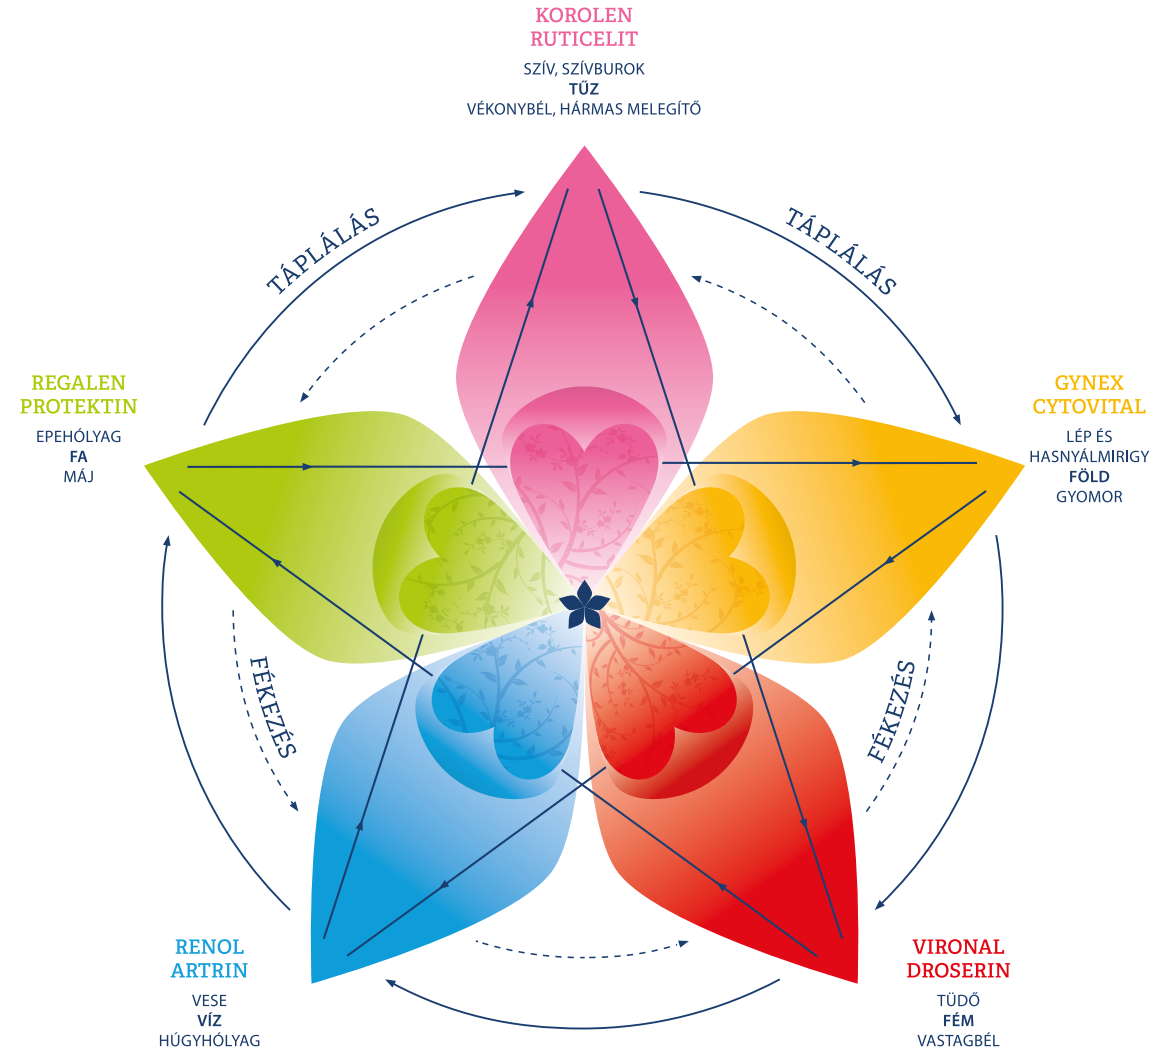 KOROLEN
RUTICELIT
SZÍV, SZÍVBUROK
TŰZ
VÉKONYBÉL, HÁRMAS MELEGÍTŐ
TÁPLÁLÁS
TÁPLÁLÁS
REGALEN
PROTEKTIN
EPEHÓLYAG
FA
MÁJ
GYNEX
CYTOVITAL
LÉP ÉS
HASNYÁLMIRIGY
FÖLD
GYOMOR
FÉKEZÉS
FÉKEZÉS
RENOL
ARTRIN
VESE
VÍZ
HÚGYHÓLYAG
VIRONAL
DROSERIN
TÜDŐ
FÉM
VASTAGBÉL